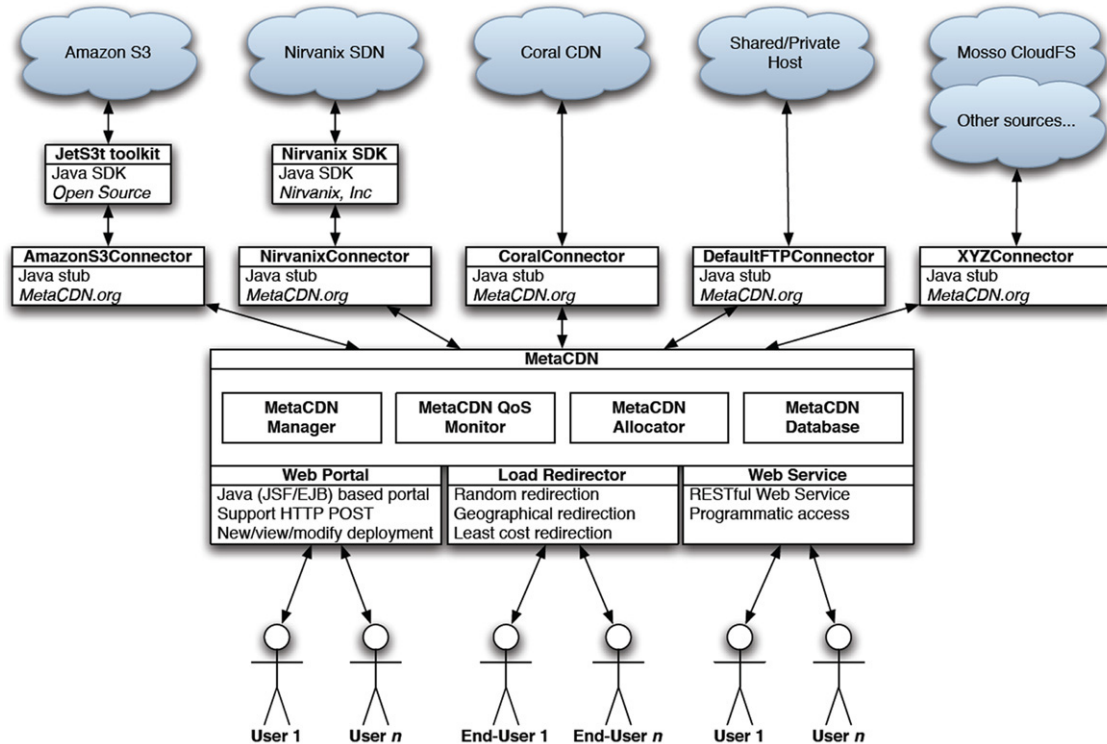 Amazon S3
Nirvanix SDN
Coral CDN
Shared/Private
Host
Mosso CloudFS
Other sources...
JetS3t toolkit
Java SDK
Open Source
Nirvanix SDK
Java SDK
Nirvanix, Inc
AmazonS3Connector
Java stub
MetaCDN.org
NirvanixConnector
Java stub
MetaCDN.org
CoralConnector
Java stub
MetaCDN.org
DefaultFTPConnector
Java stub
MetaCDN.org
XYZConnector
Java stub
MetaCDN.org
MetaCDN
MetaCDN
Manager
MetaCDN QoS
Monitor
MetaCDN
Allocator
MetaCDN
Database
Web Portal
Java (JSF/EJB) based portal
Support HTTP POST
New/view/modify deployment
Load Redirector
Random redirection
Geographical redirection
Least cost redirection
Web Service
RESTful Web Service
Programmatic access
User 1
User n
End-User 1
End-User n
User 1
User n